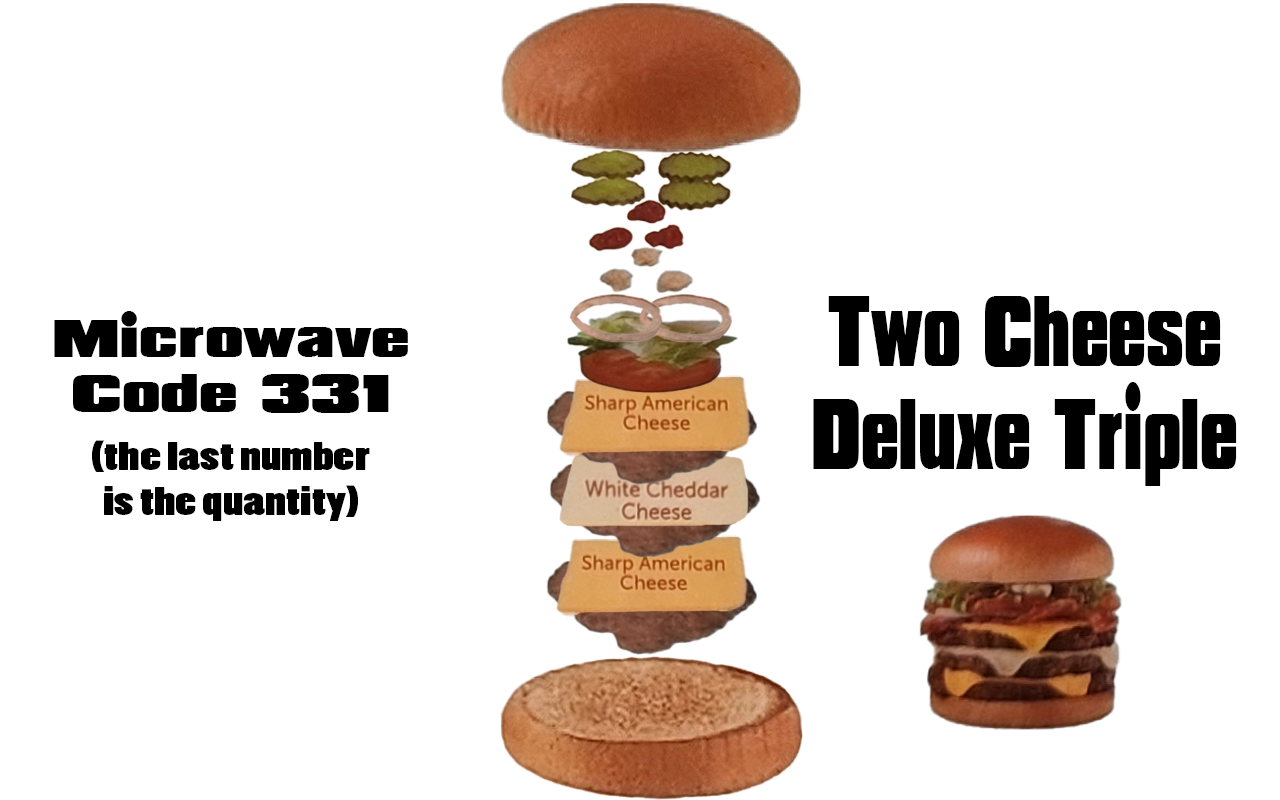 Microwave
Code 331
(the last number
is the quantity)
Sharp American
Cheese
White Cheddar
Cheese
Sharp American
Cheese
Two Cheese
Deluxe Triple